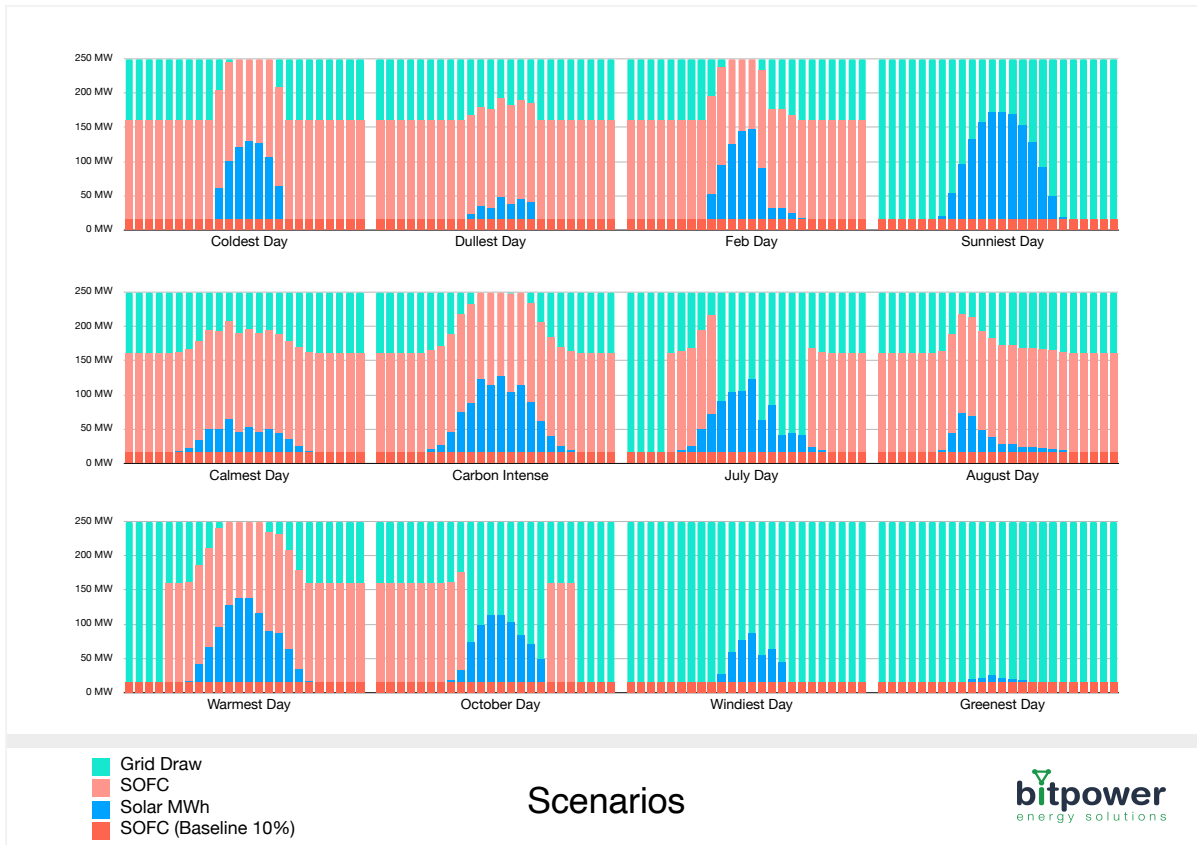 250 MW
200 MW
150 MW
100 MW
50 MW
0 MW
Coldest Day
Dullest Day
Feb Day
Sunniest Day
250 MW
200 MW
150 MW
100 MW
50 MW
0 MW
Calmest Day
Carbon Intense
July Day
August Day
250 MW
200 MW
150 MW
100 MW
50 MW
0 MW
Warmest Day
October Day
Windiest Day
Greenest Day
Grid Draw
SOFC
Solar MWh
SOFC (Baseline 10%)
Scenarios
bitpower
energy solutions